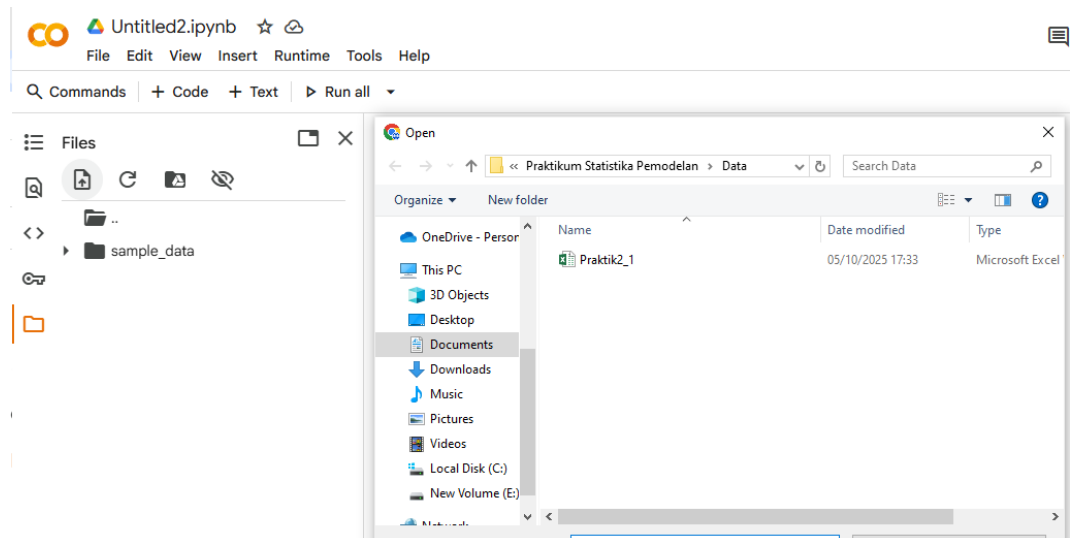 CO Untitled2.ipynb
File Edit View Insert Runtime Tools Help
Commands + Code + Text Run all
Files
..
sample_data
Open
« Praktikum Statistika Pemodelan > Data
Search Data
Organize
New folder
OneDrive - Person
This PC
3D Objects
Desktop
Documents
Downloads
Music
Pictures
Videos
Local Disk (C:)
New Volume (E:)
Name Date modified Type
Praktik2_1 05/10/2025 17:33 Microsoft Excel